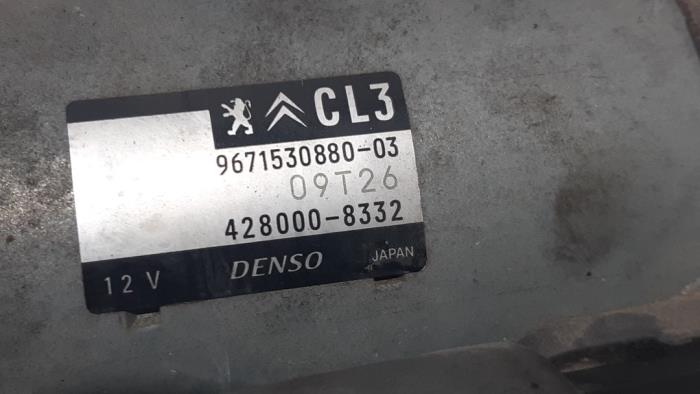 CL3
9671530880-03
09T26
428000-8332
12 V DENSO JAPAN